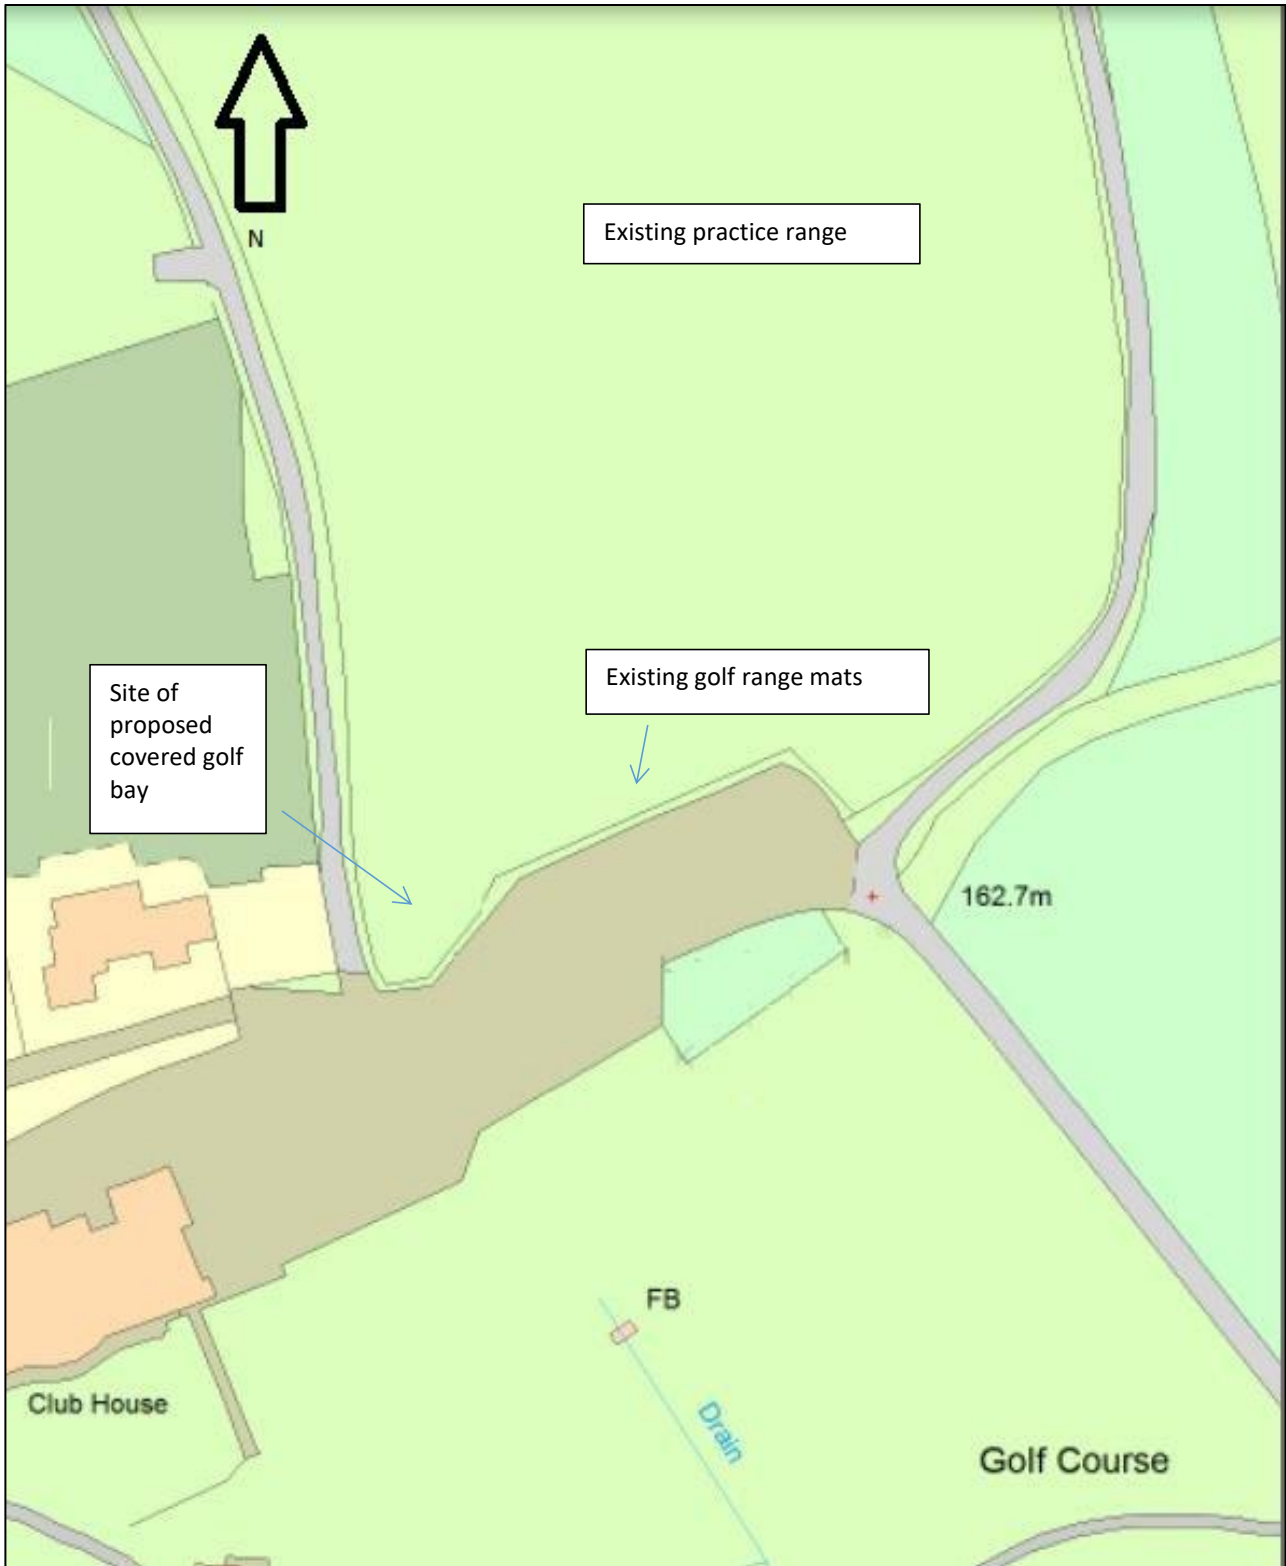 N
Existing practice range
Existing golf range mats
Site of
proposed
covered golf
bay
162.7m
FB
Drain
Club House
Golf Course